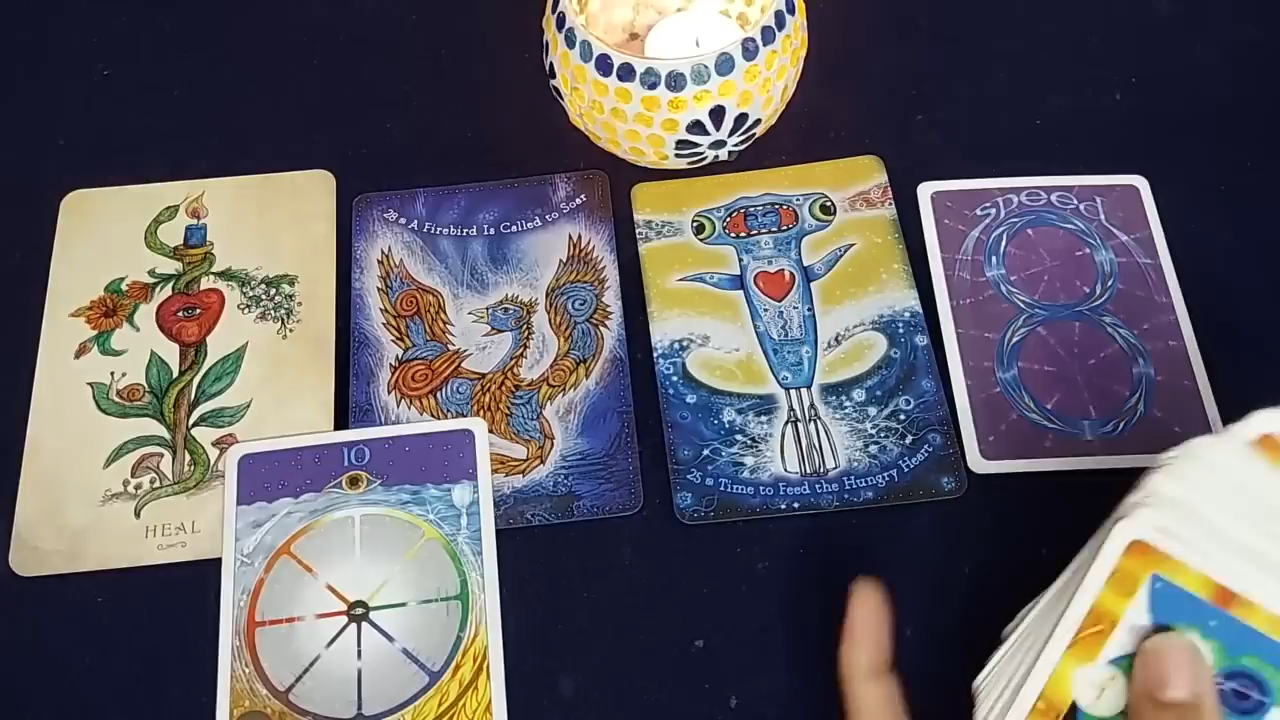 HEAL
28 A Firebird Is Called to Soar
25 Time to Feed the Hungry Heart
speed
10